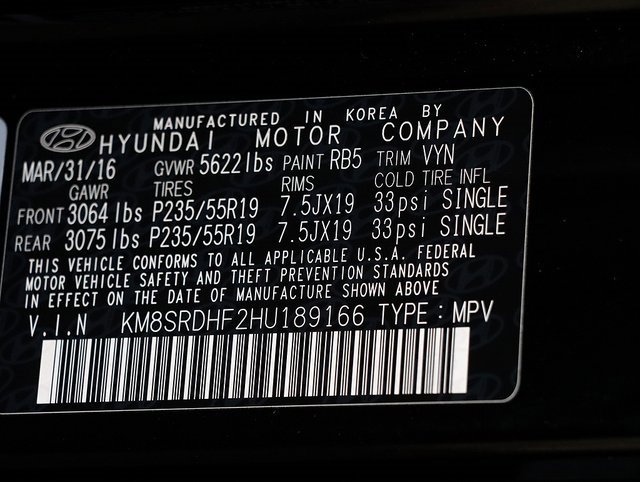 MANUFACTURED IN KOREA BY
HYUNDAI MOTOR COMPANY
MAR/31/16 GVWR 5622lbs PAINT RB5 TRIM VYN
GAWR TIRES RIMS COLD TIRE INFL
FRONT 3064lbs P235/55R19 7.5JX19 33psi SINGLE
REAR 3075lbs P235/55R19 7.5JX19 33psi SINGLE
THIS VEHICLE CONFORMS TO ALL APPLICABLE U.S.A. FEDERAL
MOTOR VEHICLE SAFETY AND THEFT PREVENTION STANDARDS
IN EFFECT ON THE DATE OF MANUFACTURE SHOWN ABOVE
V.I.N KM8SRDHF2HU189166 TYPE : MPV